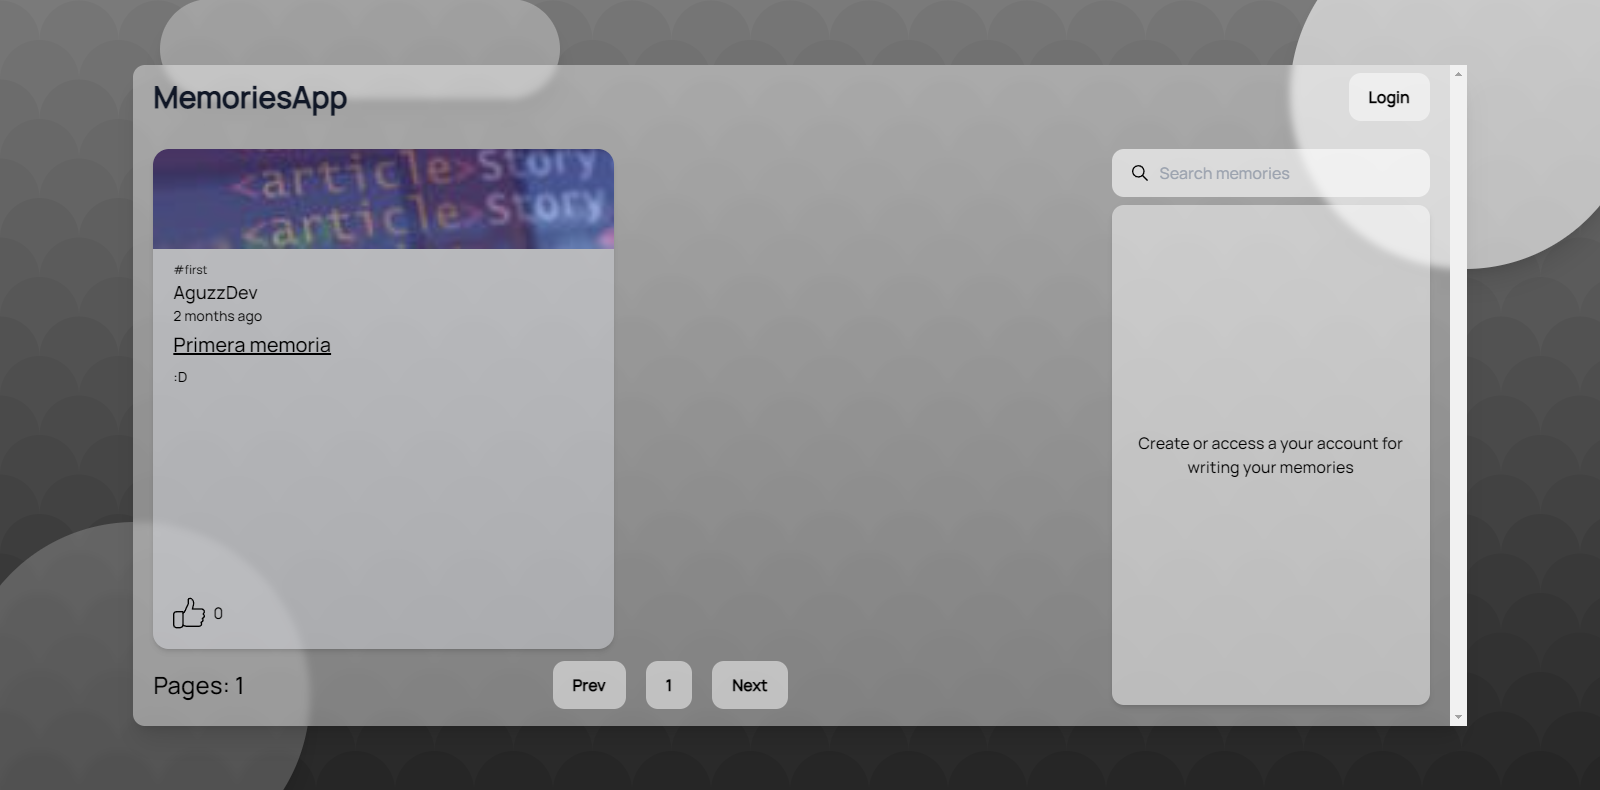 MemoriesApp
Login
<article>Story
<article>Story
Search memories
#first
AguzzDev
2 months ago
Primera memoria
:D
0
Create or access a your account for
writing your memories
Pages: 1
Prev
1
Next